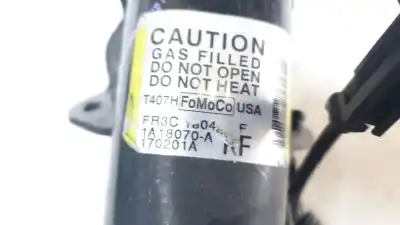 CAUTION
GAS FILLED
DO NOT OPEN
DO NOT HEAT
T407H FoMoCo USA
FR3C F
1A18070-A
170201A RF